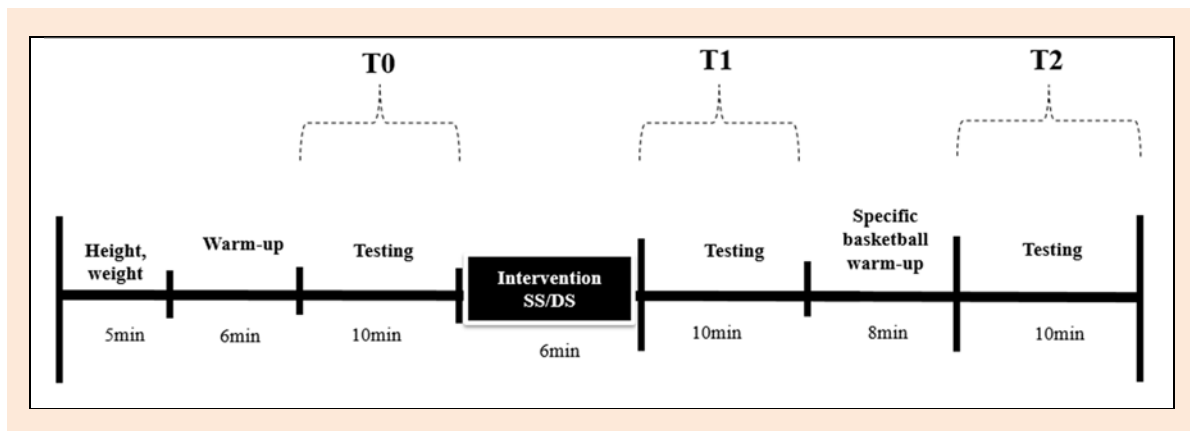 T0
T1
T2
Height,
weight
Warm-up
Testing
Intervention
SS/DS
Testing
Specific
basketball
warm-up
Testing
5min
6min
10min
6min
10min
8min
10min